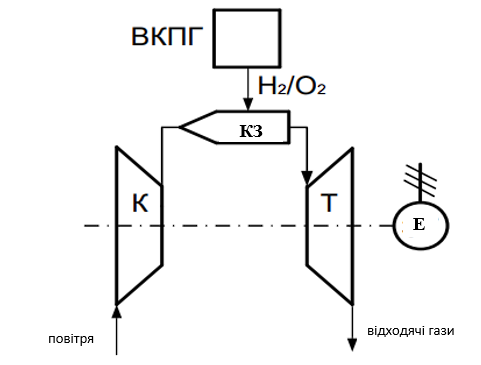 ВКПГ
H₂/O₂
КЗ
К
Т
Е
повітря
відходячі гази